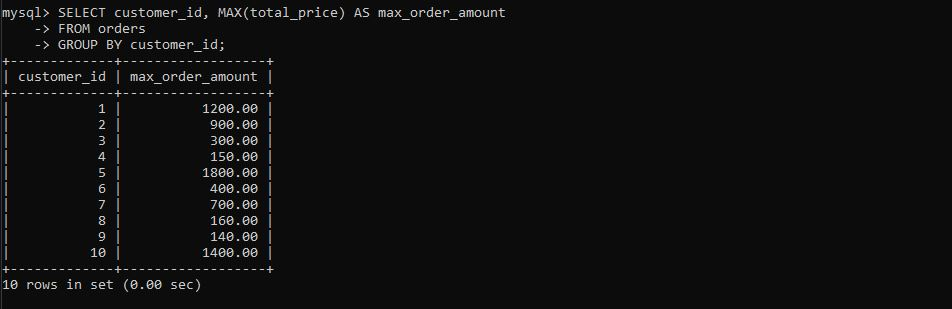 mysql> SELECT customer_id, MAX(total_price) AS max_order_amount
    -> FROM orders
    -> GROUP BY customer_id;
+-------------+------------------+
| customer_id | max_order_amount |
+-------------+------------------+
|           1 |          1200.00 |
|           2 |           900.00 |
|           3 |           300.00 |
|           4 |           150.00 |
|           5 |          1800.00 |
|           6 |           400.00 |
|           7 |           700.00 |
|           8 |           160.00 |
|           9 |           140.00 |
|          10 |          1400.00 |
+-------------+------------------+
10 rows in set (0.00 sec)